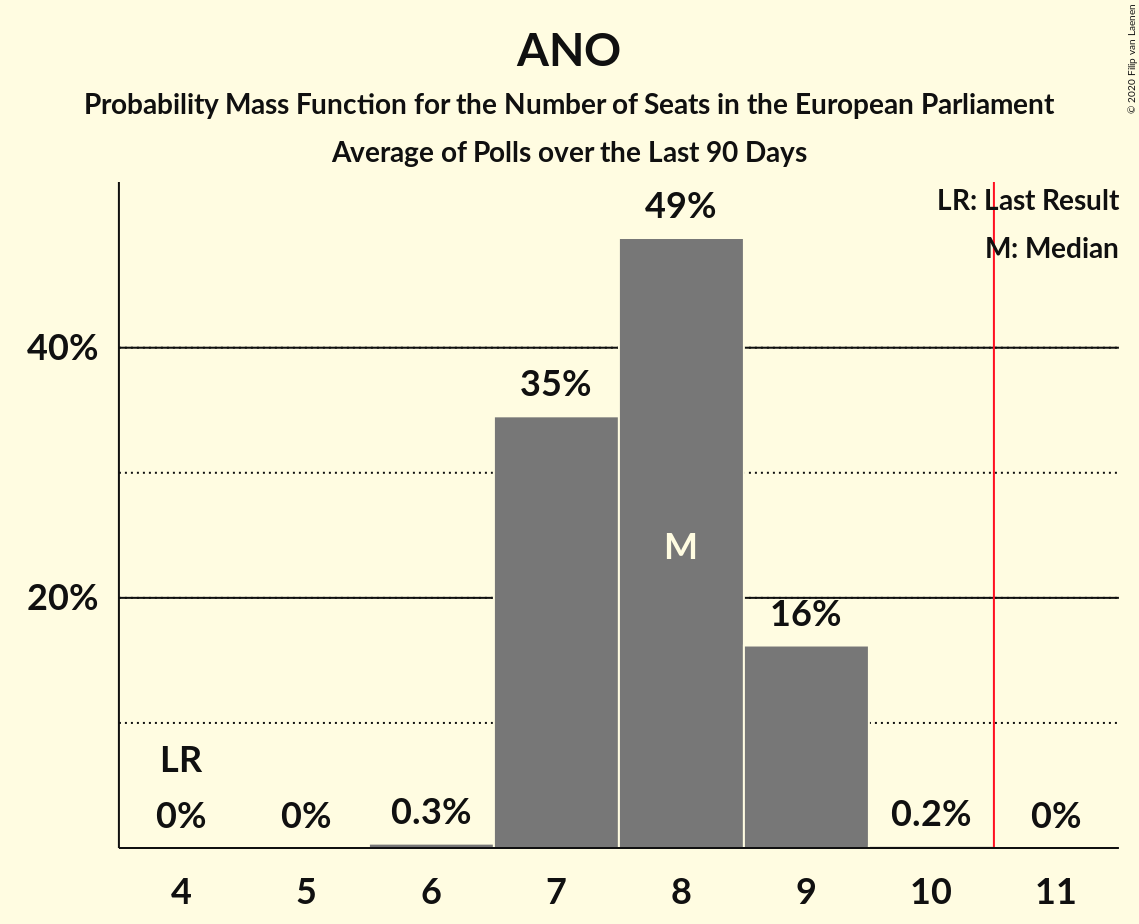 ANO
Probability Mass Function for the Number of Seats in the European Parliament
Average of Polls over the Last 90 Days
© 2020 Filip van Laenen
LR: Last Result
M: Median
49%
40%
35%
M
20%
16%
LR
0%
0%
0.3%
0.2%
0%
4 5 6 7 8 9 10 11